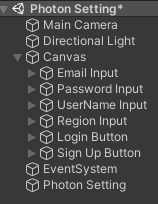 Photon Setting*
Main Camera
Directional Light
Canvas
Email Input
Password Input
UserName Input
Region Input
Login Button
Sign Up Button
EventSystem
Photon Setting